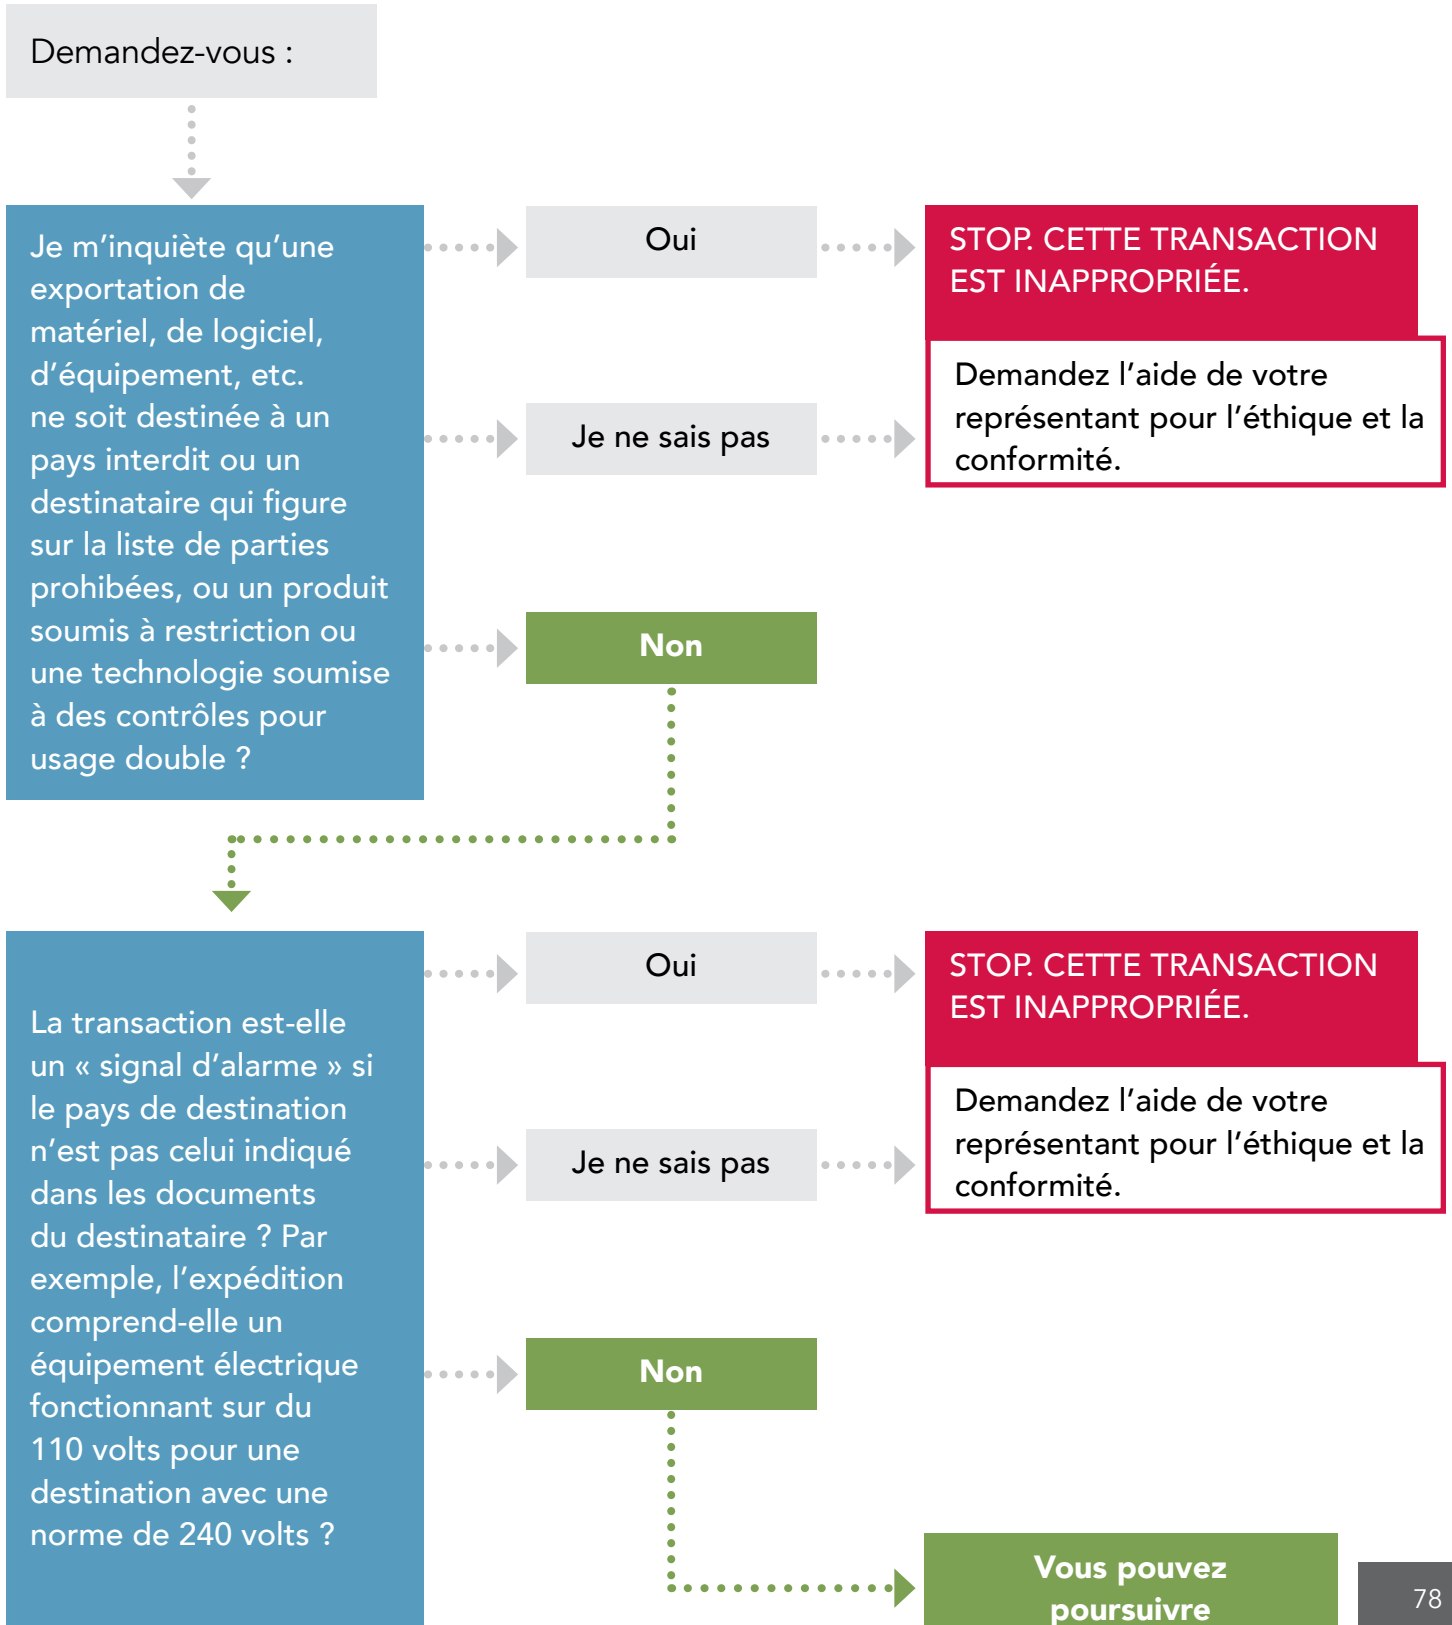 Demandez-vous :
Je m’inquiète qu’une
exportation de
matériel, de logiciel,
d’équipement, etc.
ne soit destinée à un
pays interdit ou un
destinataire qui figure
sur la liste de parties
prohibées, ou un produit
soumis à restriction ou
une technologie soumise
à des contrôles pour
usage double ?
Oui
STOP. CETTE TRANSACTION
EST INAPPROPRIÉE.
Je ne sais pas
Demandez l’aide de votre
représentant pour l’éthique et la
conformité.
Non
La transaction est-elle
un « signal d’alarme » si
le pays de destination
n’est pas celui indiqué
dans les documents
du destinataire ? Par
exemple, l’expédition
comprend-elle un
équipement électrique
fonctionnant sur du
110 volts pour une
destination avec une
norme de 240 volts ?
Oui
STOP. CETTE TRANSACTION
EST INAPPROPRIÉE.
Je ne sais pas
Demandez l’aide de votre
représentant pour l’éthique et la
conformité.
Non
Vous pouvez
poursuivre
78